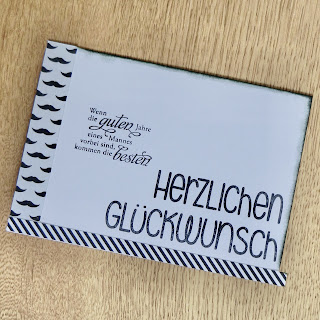 Wenn
die guten Jahre
eines Mannes
vorbei sind,
kommen die besten.
HERZLICHEN
GLÜCKWUNSCH